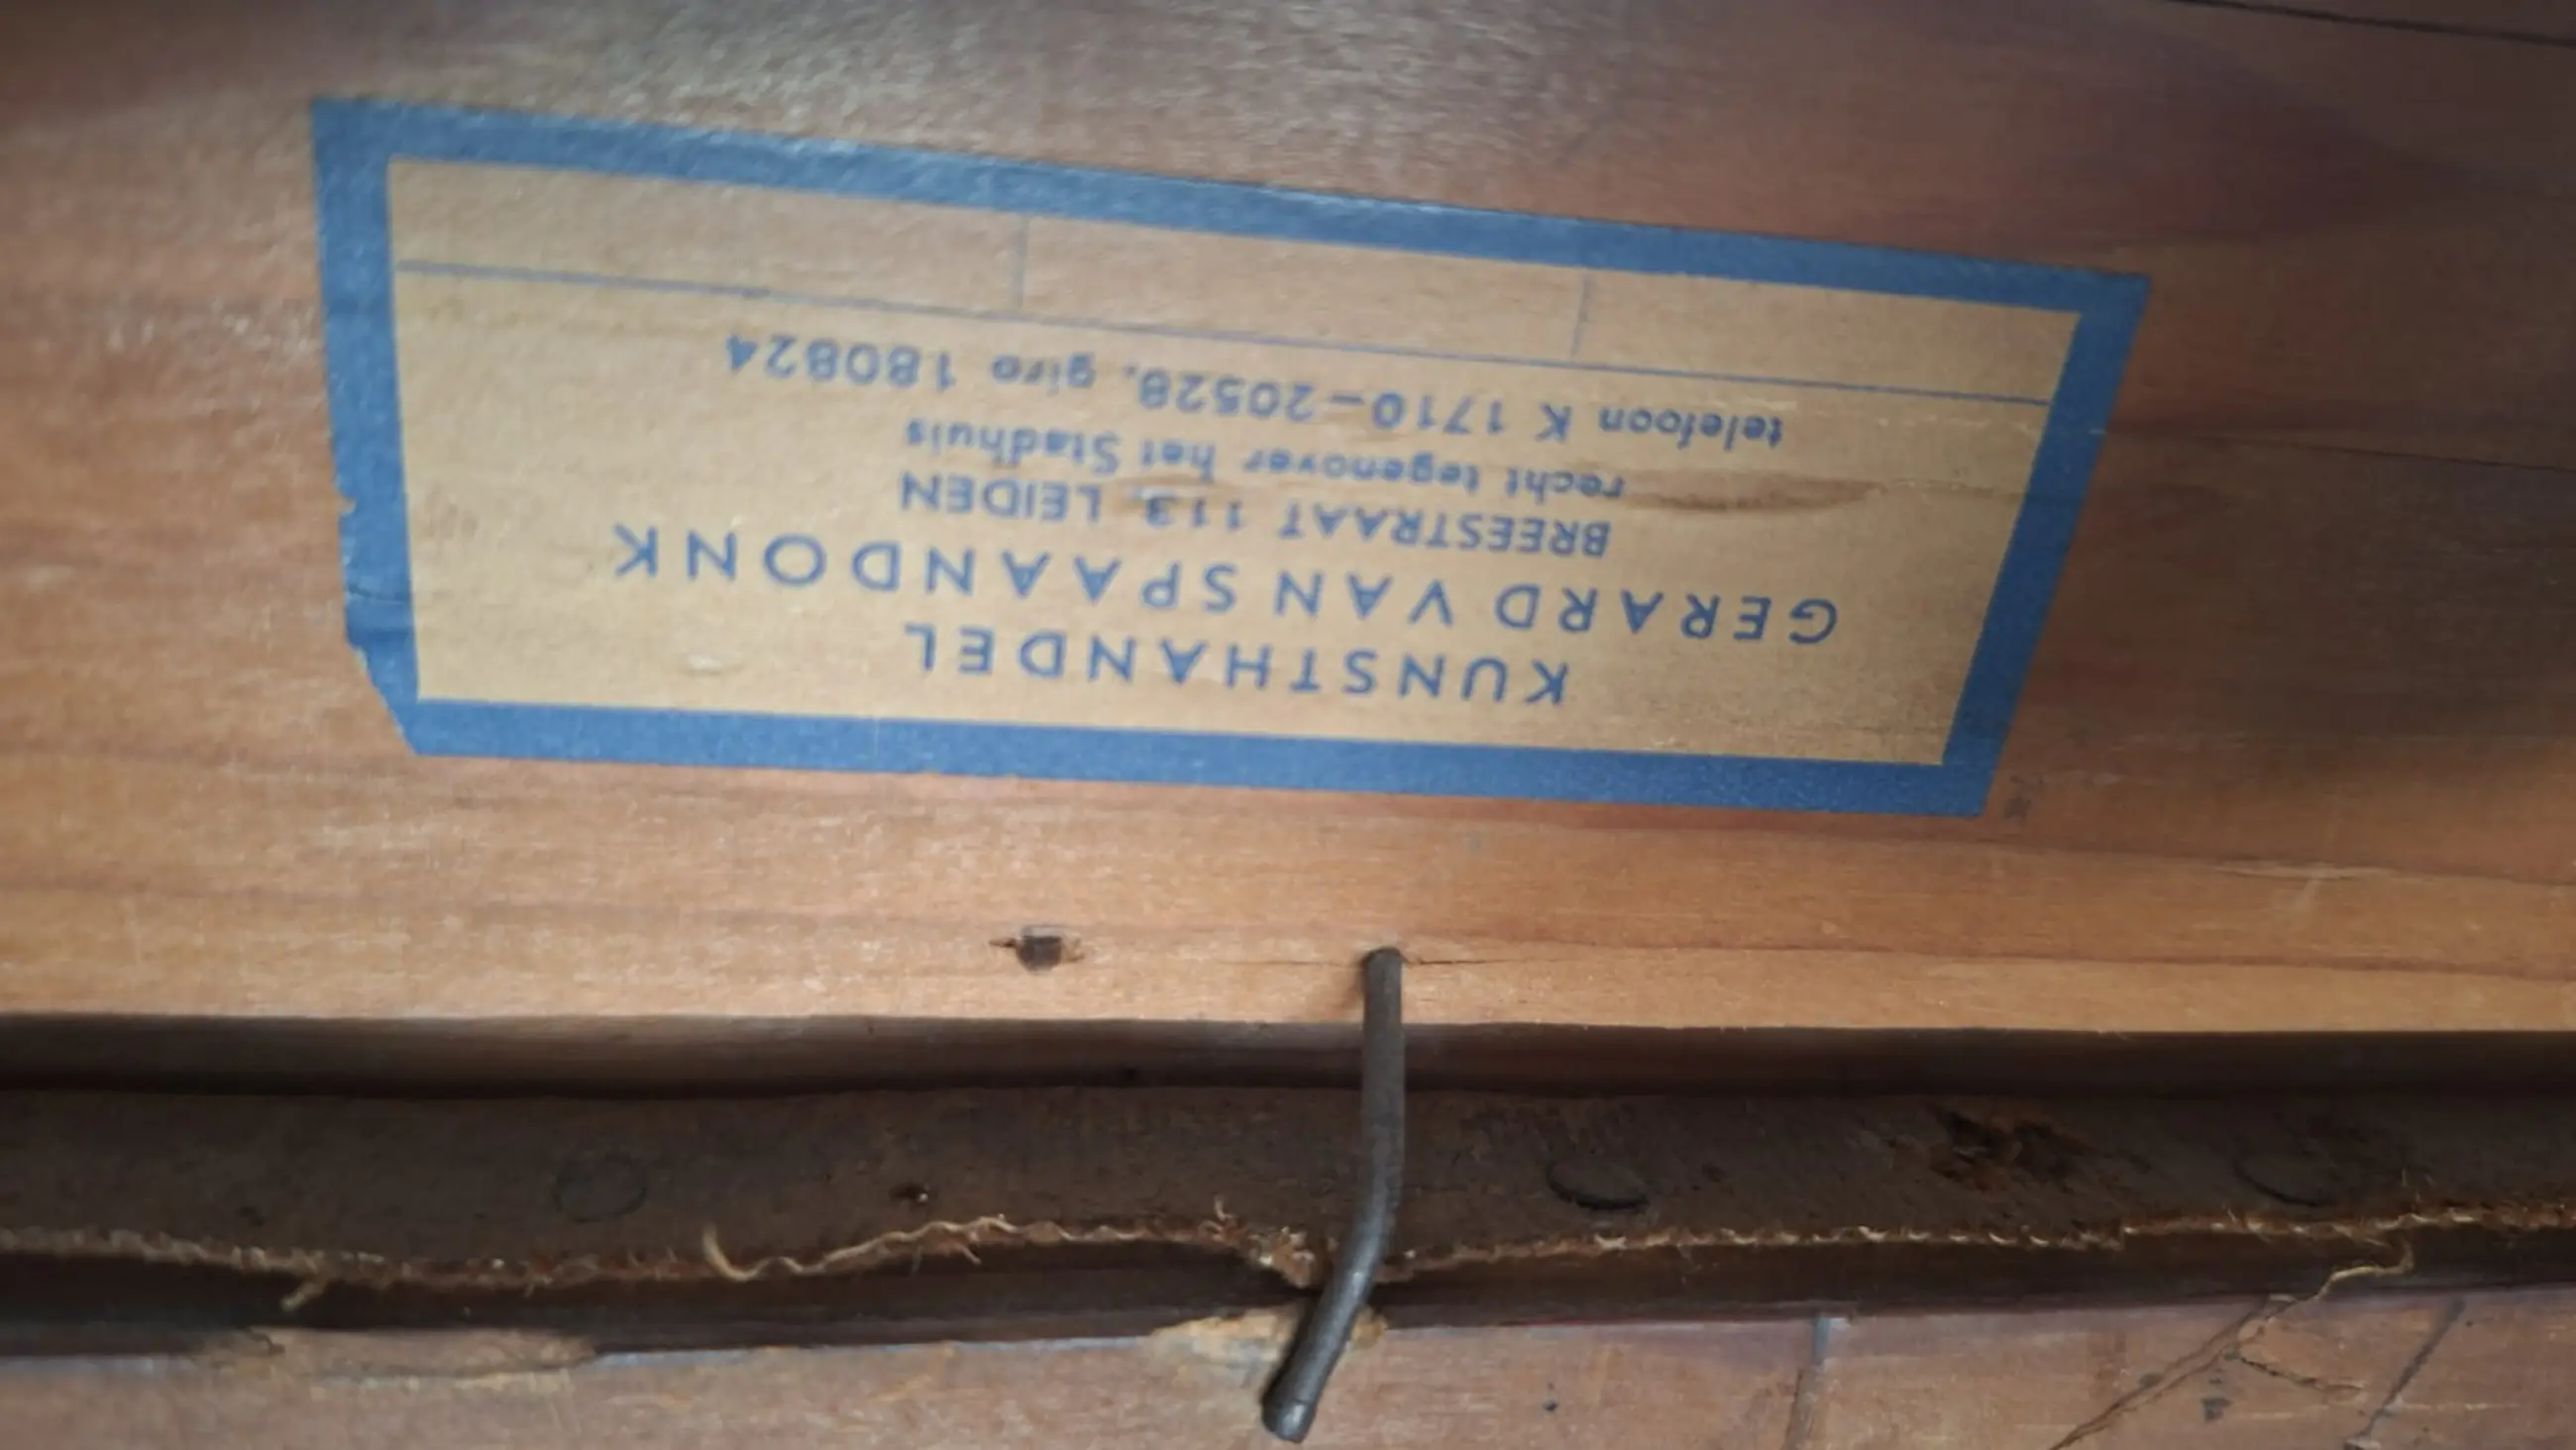 KUNSTHANDEL
GERARD VAN SPAANDONK
BREESTRAAT 113, LEIDEN
recht tegenover het Stadhuis
telefoon K 1710-20528, giro 180824